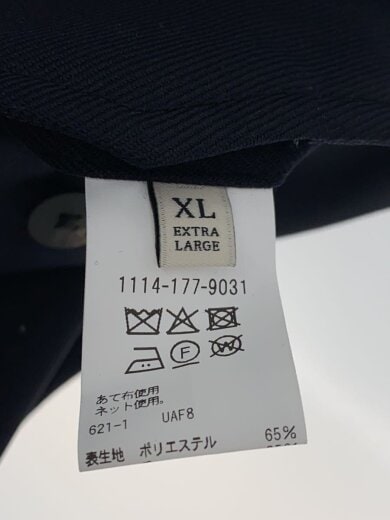 XL
EXTRA
LARGE
1114-177-9031
F
W
あて布使用
ネット使用。
621-1 UAF8
表生地 ポリエステル 65%